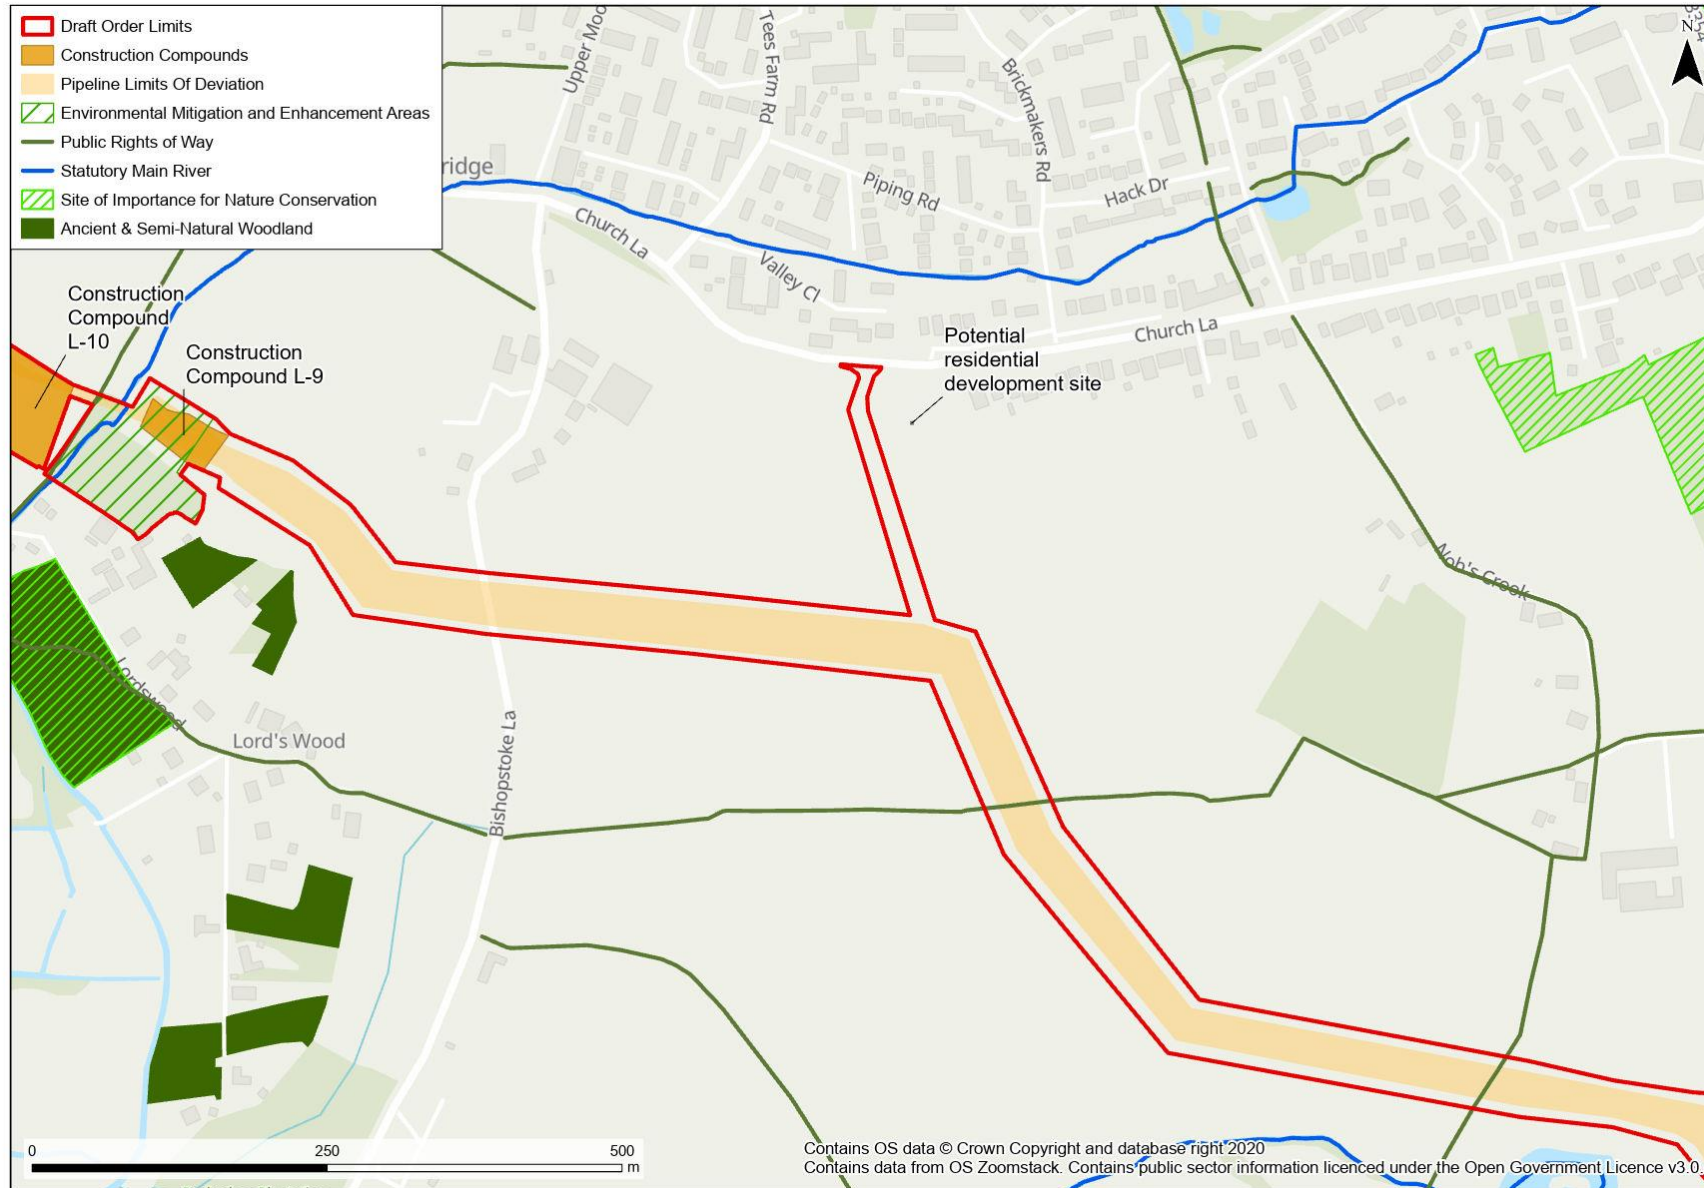 Draft Order Limits
Construction Compounds
Pipeline Limits Of Deviation
Environmental Mitigation and Enhancement Areas
Public Rights of Way
Statutory Main River
Site of Importance for Nature Conservation
Ancient & Semi-Natural Woodland
Upper Moo
Tees Farm Rd
Brickmakers Rd
B3354
N
ridge
Piping Rd
Hack Dr
Church La
Valley Cl
Church La
Construction
Compound
L-10
Construction
Compound L-9
Potential
residential
development site
Nob's Crook
Lordswood
Lord's Wood
Bishopstoke La
0
250
500
m
Contains OS data © Crown Copyright and database right 2020
Contains data from OS Zoomstack. Contains public sector information licenced under the Open Government Licence v3.0.